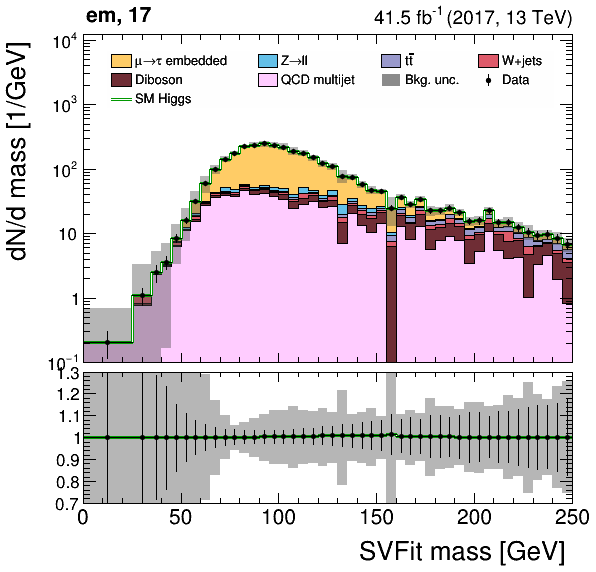 em, 17
41.5 fb⁻¹ (2017, 13 TeV)
dN/d mass [1/GeV]
10⁴
10³
10²
10
1
10⁻¹
μ→τ embedded
Z→ll
tt̄
W+jets
Diboson
QCD multijet
Bkg. unc.
Data
SM Higgs
1.3
1.2
1.1
1
0.9
0.8
0.7
0 50 100 150 200 250
SVFit mass [GeV]